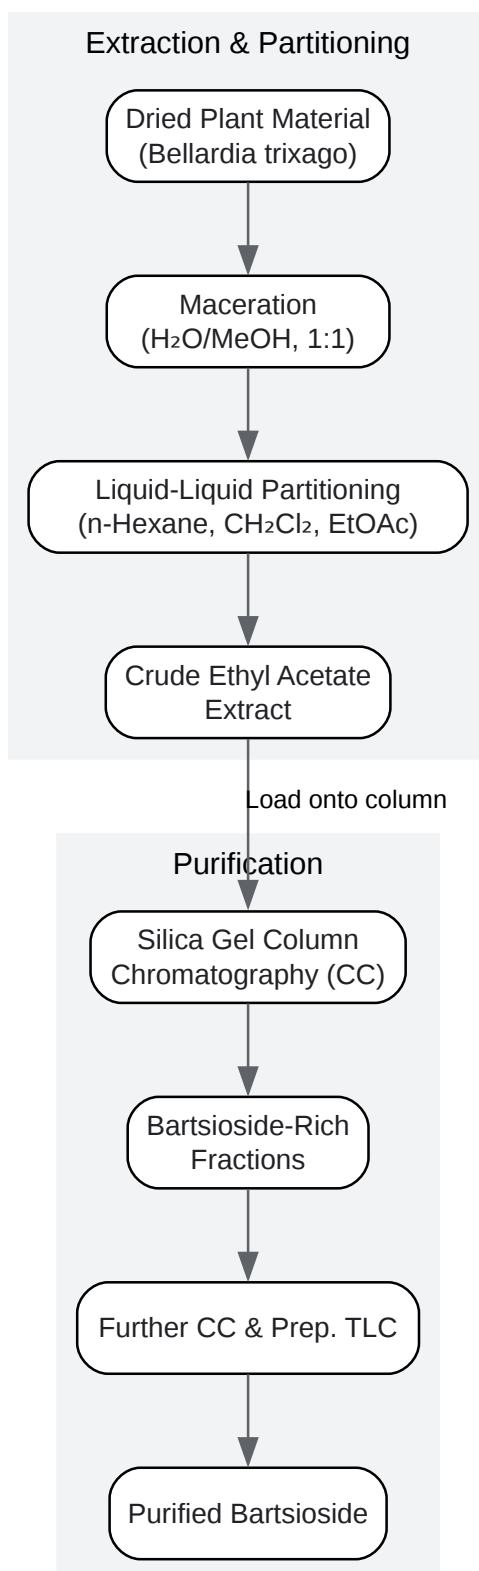 Extraction & Partitioning
Dried Plant Material
(Bellardia trixago)
Maceration
(H₂O/MeOH, 1:1)
Liquid-Liquid Partitioning
(n-Hexane, CH₂Cl₂, EtOAc)
Crude Ethyl Acetate
Extract
Load onto column
Purification
Silica Gel Column
Chromatography (CC)
Bartsioside-Rich
Fractions
Further CC & Prep. TLC
Purified Bartsioside